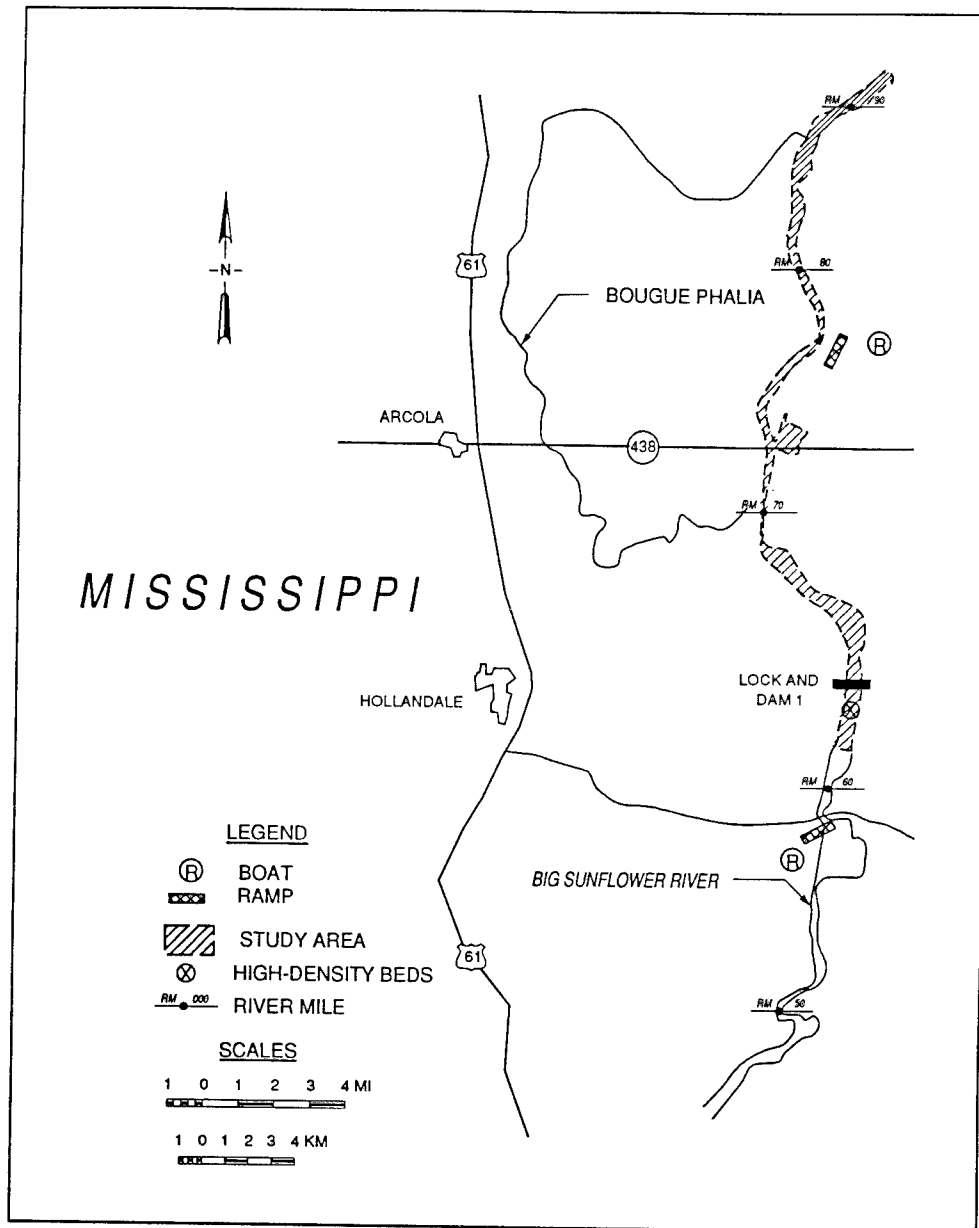 RM 90
-N-
61
RM 80
BOUGUE PHALIA
R
ARCOLA
438
RM 70
MISSISSIPPI
LOCK AND
DAM 1
HOLLANDALE
RM 60
LEGEND
R BOAT
RAMP
STUDY AREA
HIGH-DENSITY BEDS
RM 000 RIVER MILE
R
BIG SUNFLOWER RIVER
61
RM 50
SCALES
1 0 1 2 3 4 MI
1 0 1 2 3 4 KM